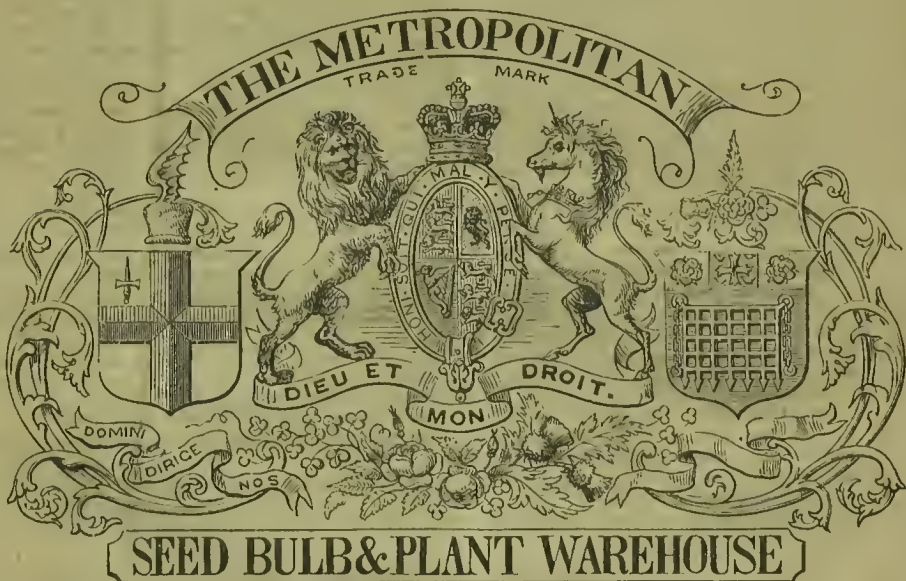 THE METROPOLITAN
TRADE MARK
HONI·SOIT·QUI·MAL·Y·PENSE
DIEU ET
MON
DROIT.
DOMINI
DIRIGE
NOS
SEED BULB&PLANT WAREHOUSE